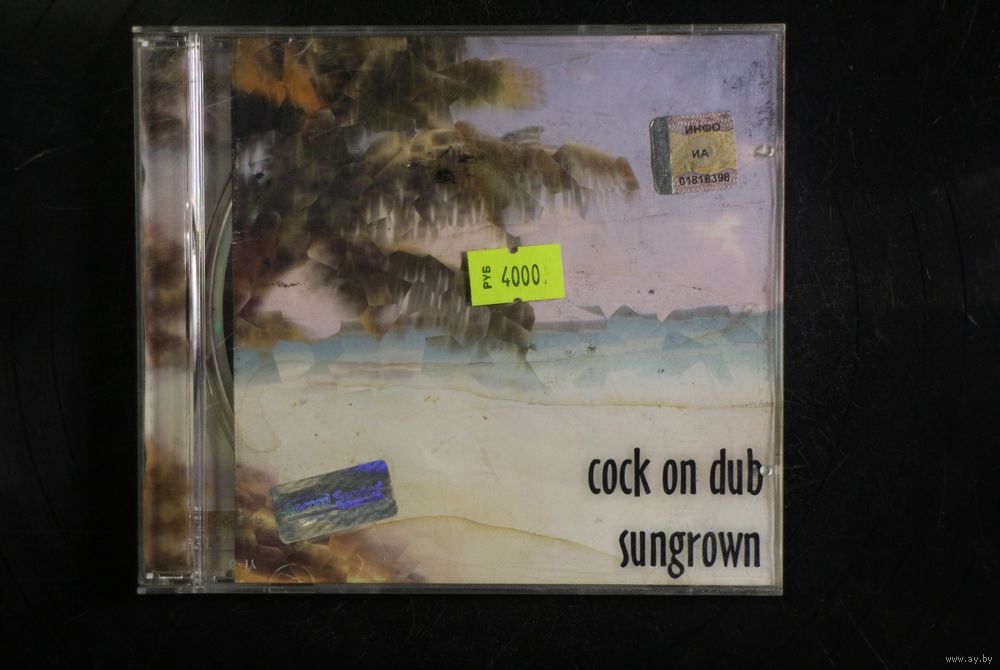 ИНФО
ИА
01818398
РУБ 4000
cock on dub
Record Service
sungrown
www.ay.by